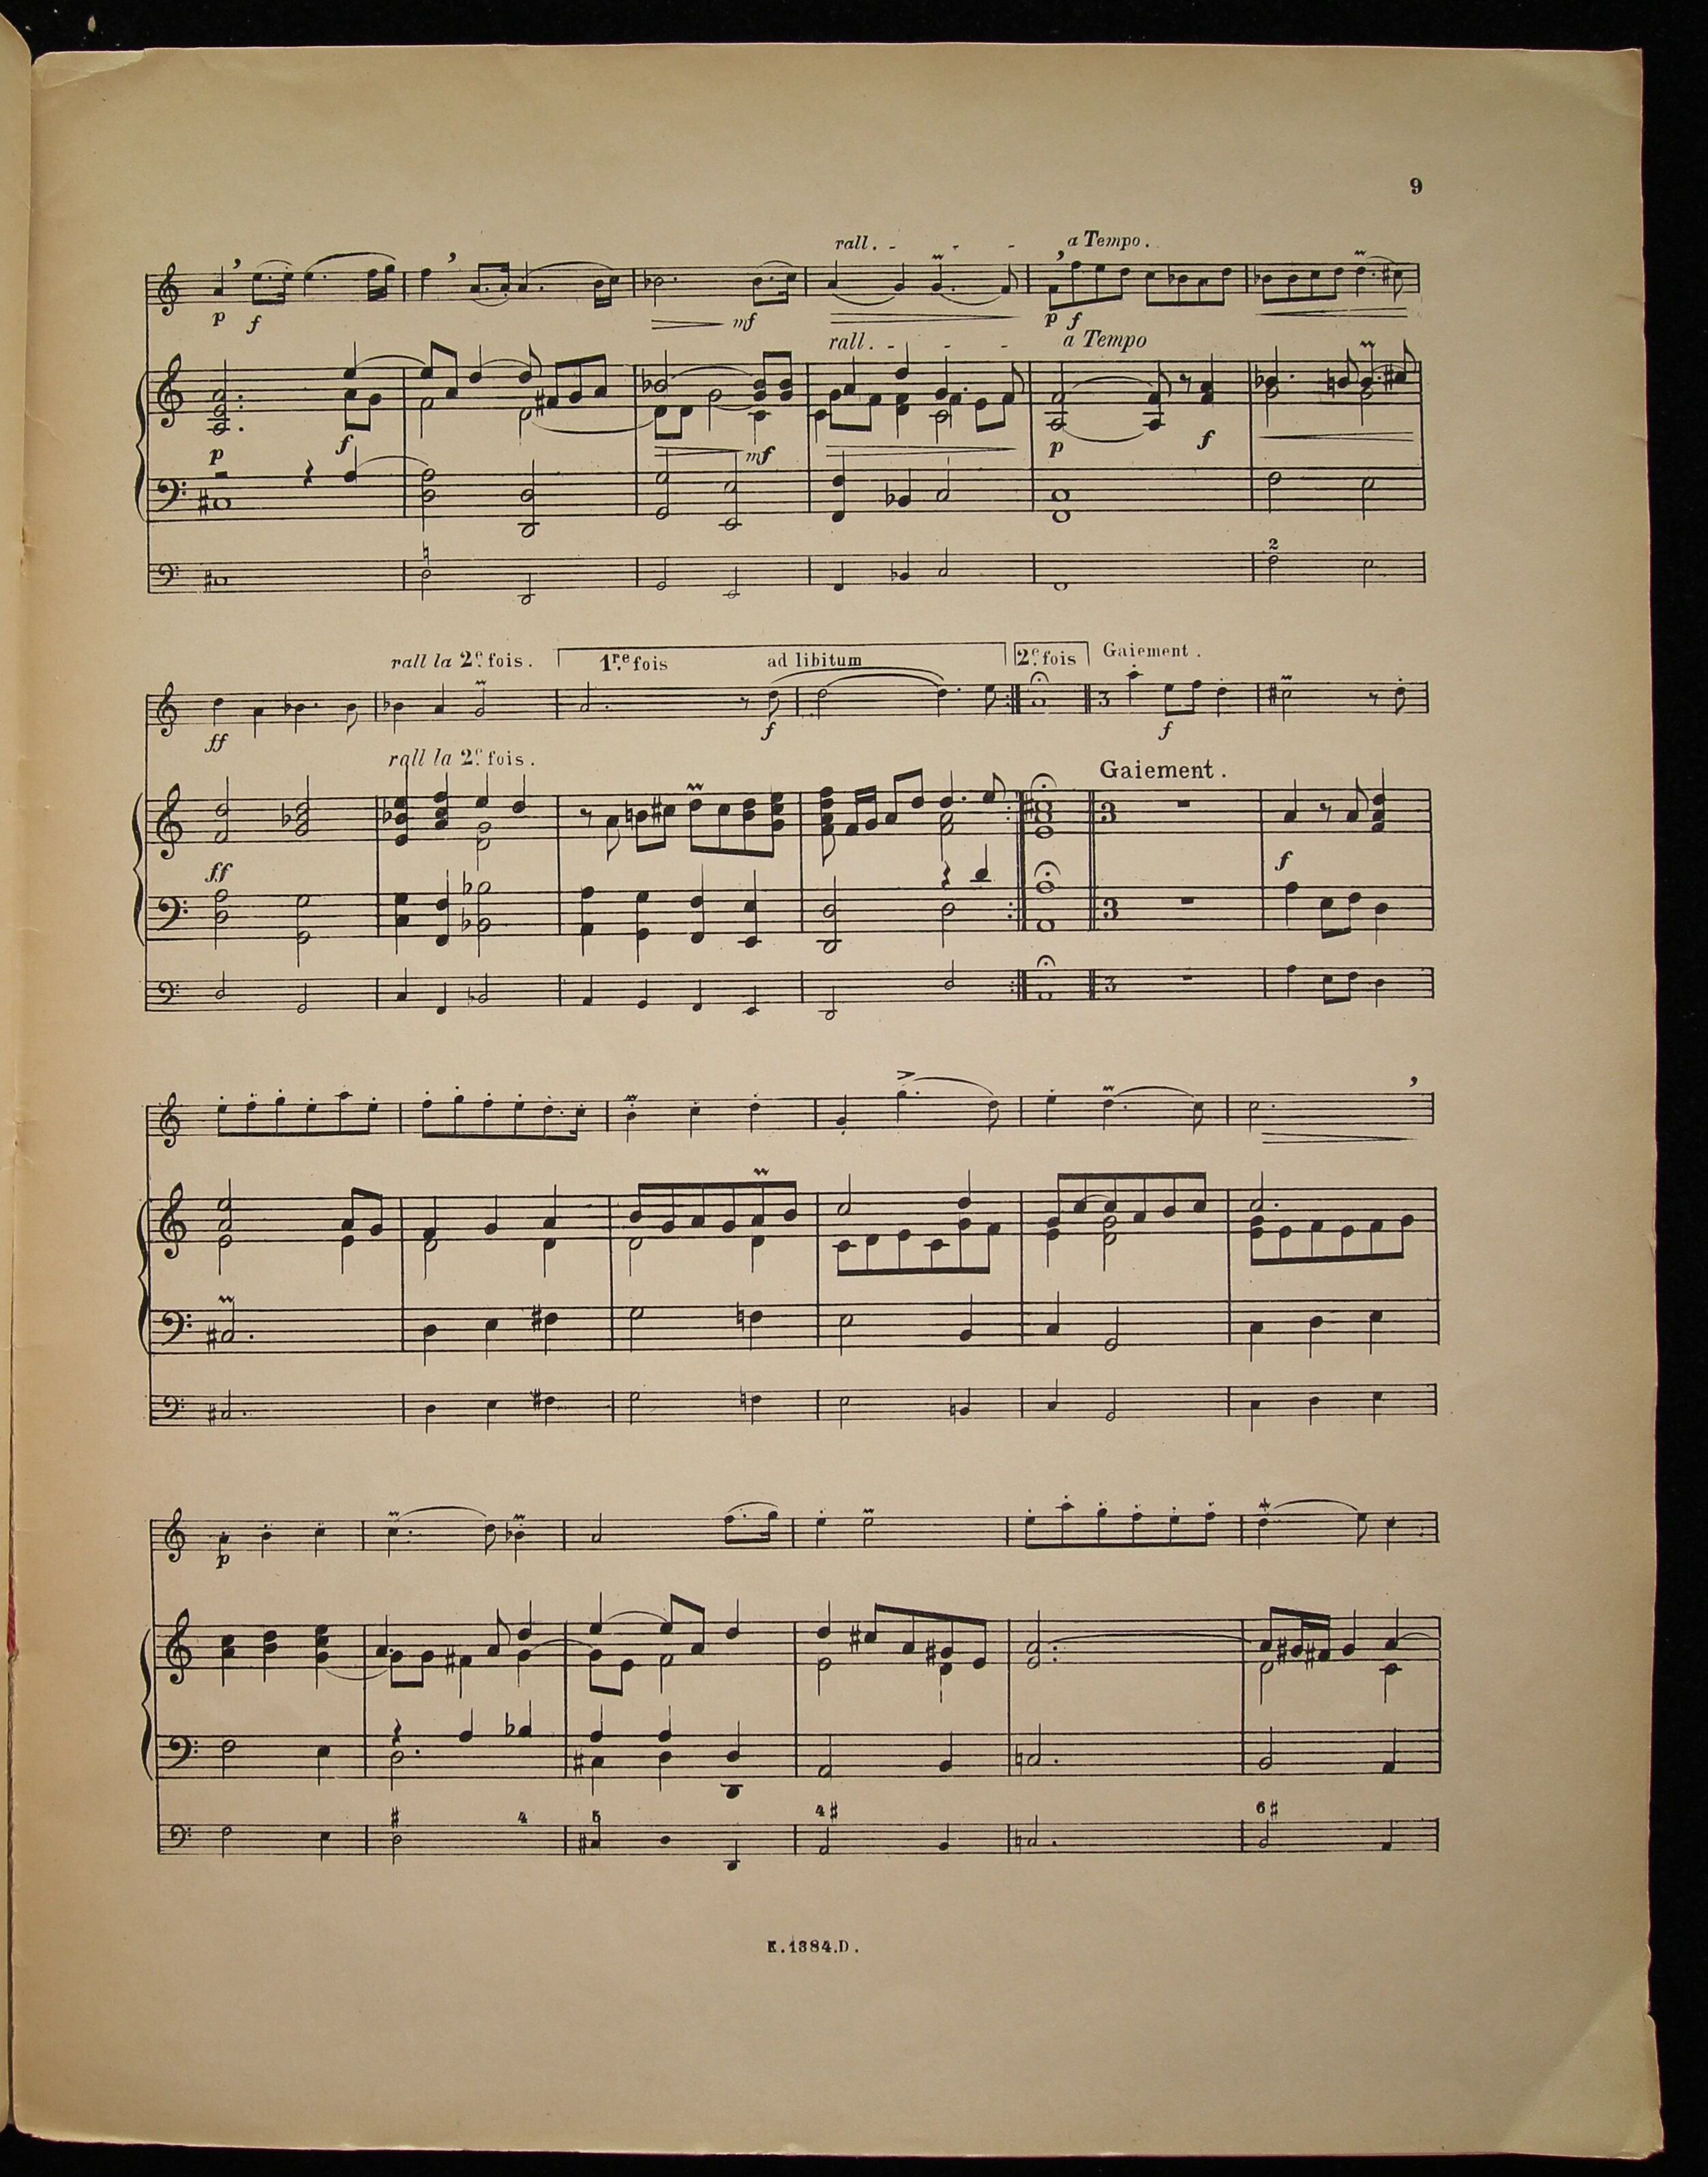 9
rall. - - - a Tempo.
p f mf p f
rall. - - - a Tempo
p f mf p f
2
rall la 2e. fois. 1re fois ad libitum 2e. fois Gaiement.
ff f f
rall la 2e. fois. Gaiement.
ff f
3 3
3 3
p
# 4 5 4# 6#
E.1384.D.